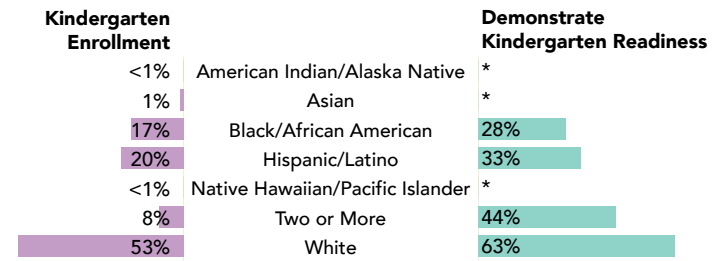 Kindergarten Enrollment
Demonstrate Kindergarten Readiness
<1% American Indian/Alaska Native *
1% Asian *
17% Black/African American 28%
20% Hispanic/Latino 33%
<1% Native Hawaiian/Pacific Islander *
8% Two or More 44%
53% White 63%